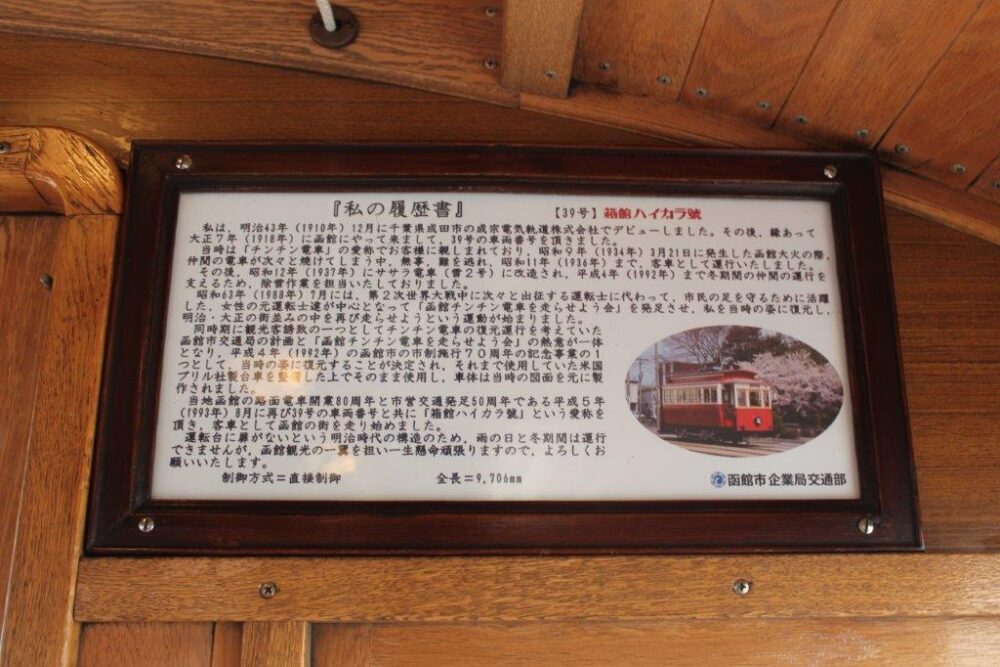 『私の履歴書』 【39号】箱館ハイカラ號
私は、明治43年（1910年）12月に千葉県成田市の成宗電気軌道株式会社でデビューしました。その後、縁あって
大正7年（1918年）に函館にやって来まして、39号の車両番号を頂きました。
当時は「チンチン電車」の愛称でお客様に親しまれており、昭和9年（1934年）3月21日に発生した函館大火の際、
仲間の電車が次々と焼けてしまう中、無事、難を逃れ、昭和11年（1936年）まで、客車として運行いたしました。
その後、昭和12年（1937年）にササラ電車（雪2号）に改造され、平成4年（1992年）まで冬期間の仲間の運行を
支えるため、除雪作業を担当いたしておりました。
昭和63年（1988年）7月には、第2次世界大戦中に次々と出征する運転士に代わって、市民の足を守るために活躍
した、女性の元運転士達が中心となって「函館チンチン電車を走らせよう会」を発足させ、私を当時の姿に復元し、
明治・大正の街並みの中を再び走らせようという運動が始まりました。
同時期に観光客誘致の一つとしてチンチン電車の復元運行を考えていた
函館市交通局の計画と「函館チンチン電車を走らせよう会」の熱意が一体
となり、平成４年（1992年）の函館市の市制施行７０周年の記念事業の１
つとして、当時の姿に復元することが決定され、それまで使用していた米国
ブリル社製台車を整備した上でそのまま使用し、車体は当時の図面を元に製
作されました。
当地函館の路面電車開業80周年と市営交通発足50周年である平成５年
（1993年）8月に再び39号の車両番号と共に「箱館ハイカラ號」という愛称を
頂き、客車として函館の街を走り始めました。
運転台に扉がないという明治時代の構造のため、雨の日と冬期間は運行
できませんが、函館観光の一翼を担い一生懸命頑張りますので、よろしくお
願いいたします。
制御方式＝直接制御 全長＝9,706mm
函館市企業局交通部